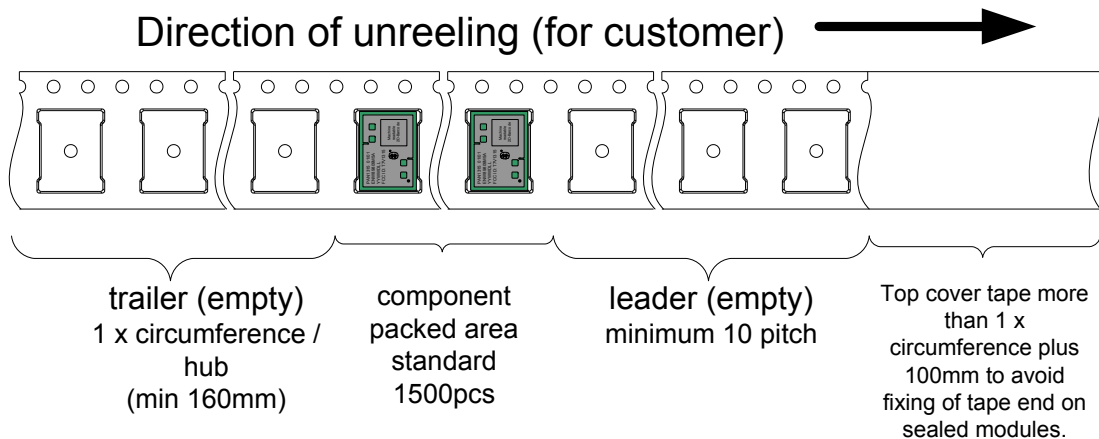 Direction of unreeling (for customer)
trailer (empty)
1 x circumference /
hub
(min 160mm)
component
packed area
standard
1500pcs
leader (empty)
minimum 10 pitch
Top cover tape more
than 1 x
circumference plus
100mm to avoid
fixing of tape end on
sealed modules.